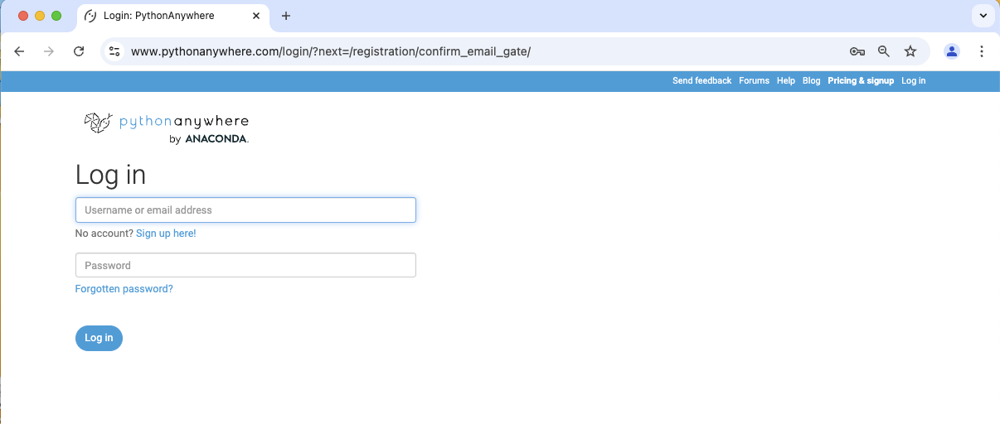 Login: PythonAnywhere
www.pythonanywhere.com/login/?next=/registration/confirm_email_gate/
Send feedback Forums Help Blog Pricing & signup Log in
pythonanywhere
by ANACONDA.
Log in
Username or email address
No account? Sign up here!
Password
Forgotten password?
Log in